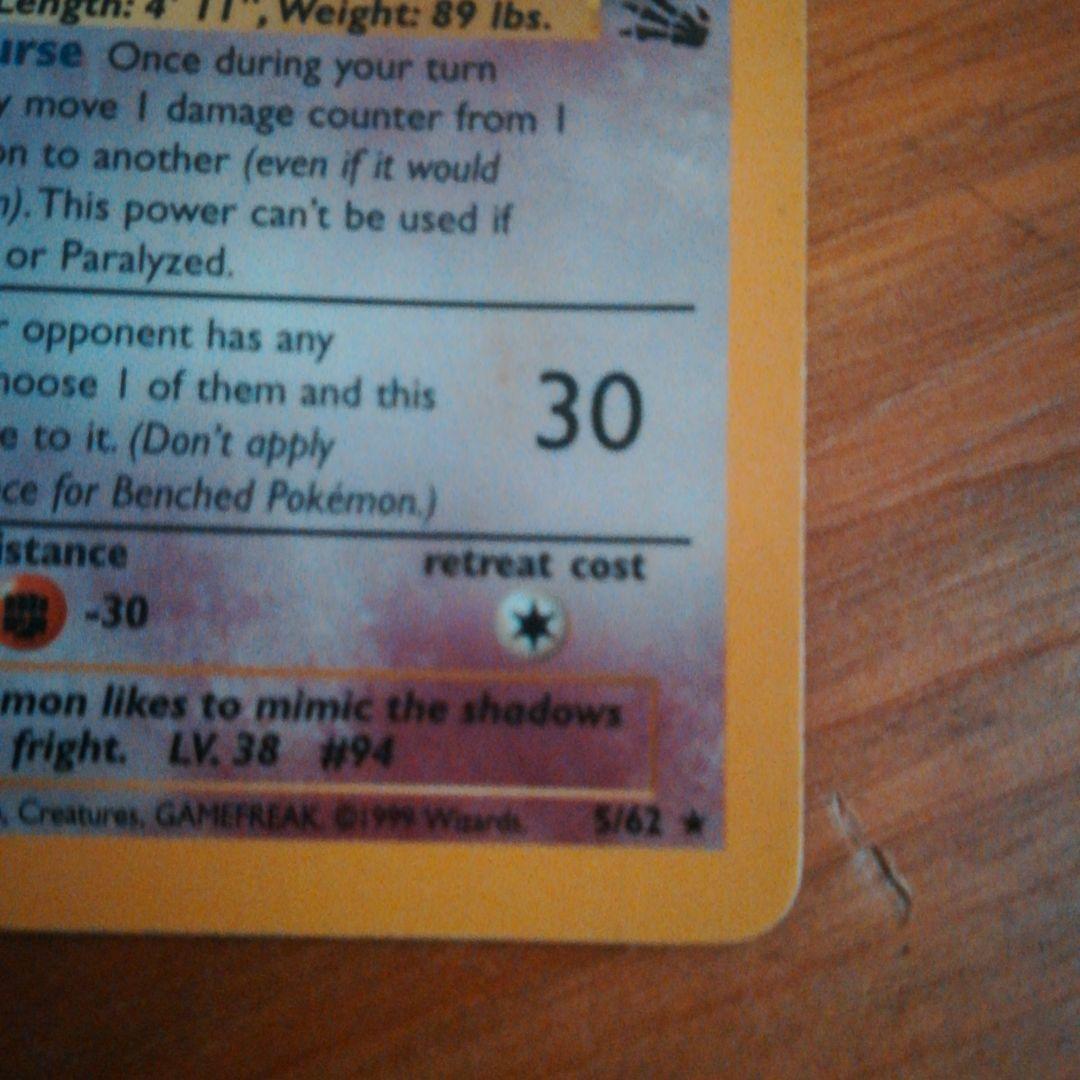 Length: 4' 11", Weight: 89 lbs.
urse Once during your turn
y move 1 damage counter from 1
on to another (even if it would
n). This power can't be used if
or Paralyzed.
r opponent has any
hoose 1 of them and this
30
e to it. (Don't apply
ce for Benched Pokémon.)
istance
retreat cost
-30
mon likes to mimic the shadows
fright. LV. 38 #94
, Creatures, GAMEFREAK. ©1999 Wizards. 5/62 ★